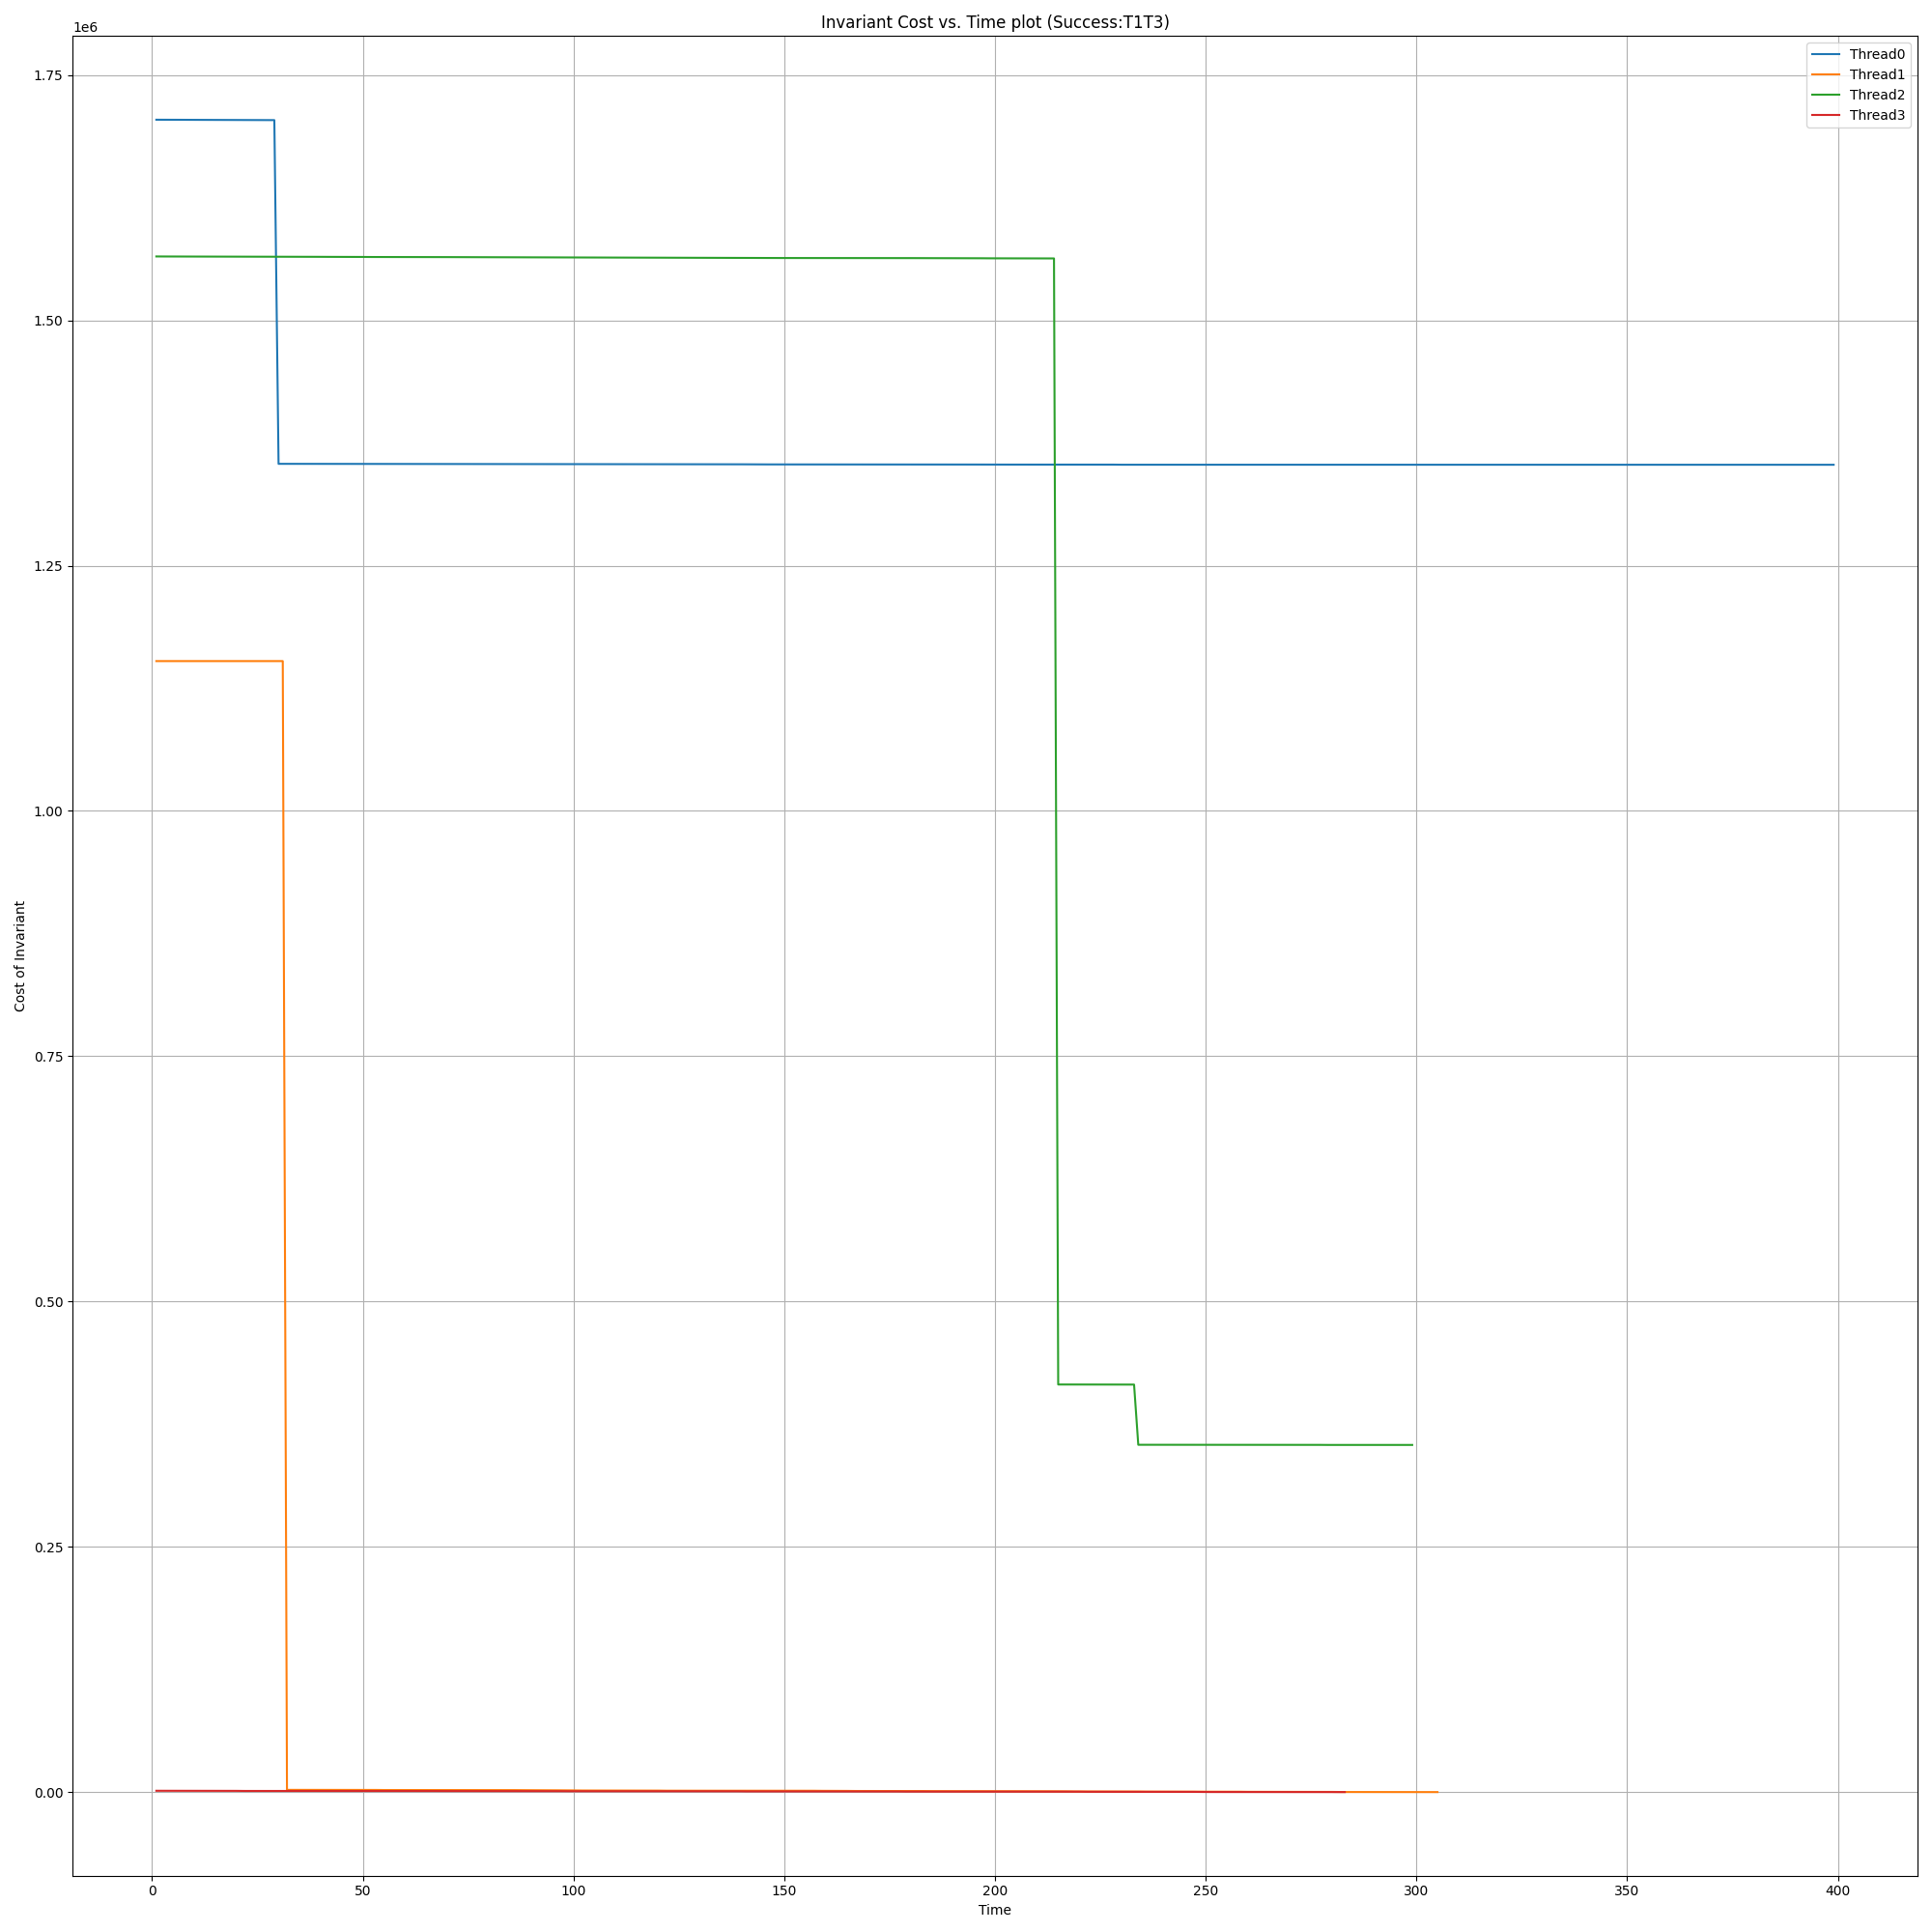 Invariant Cost vs. Time plot (Success:T1T3)
1e6
Thread0
Thread1
Thread2
Thread3
1.75
1.50
1.25
1.00
0.75
0.50
0.25
0.00
Cost of Invariant
0 50 100 150 200 250 300 350 400
Time